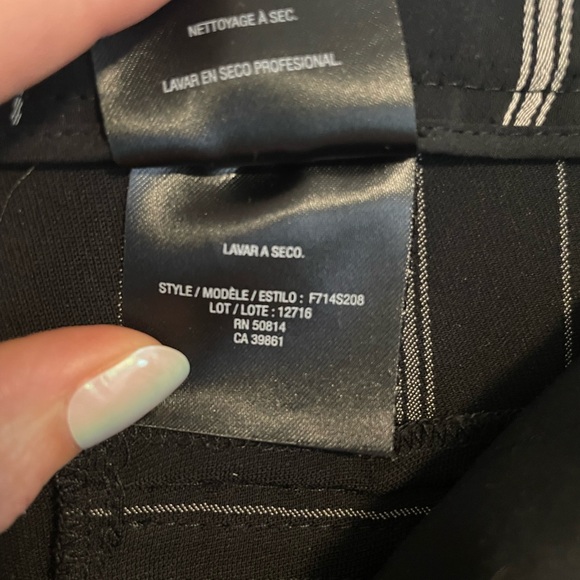 NETTOYAGE À SEC.
LAVAR EN SECO PROFESIONAL.
LAVAR A SECO.
STYLE / MODÈLE / ESTILO : F714S208
LOT / LOTE : 12716
RN 50814
CA 39861